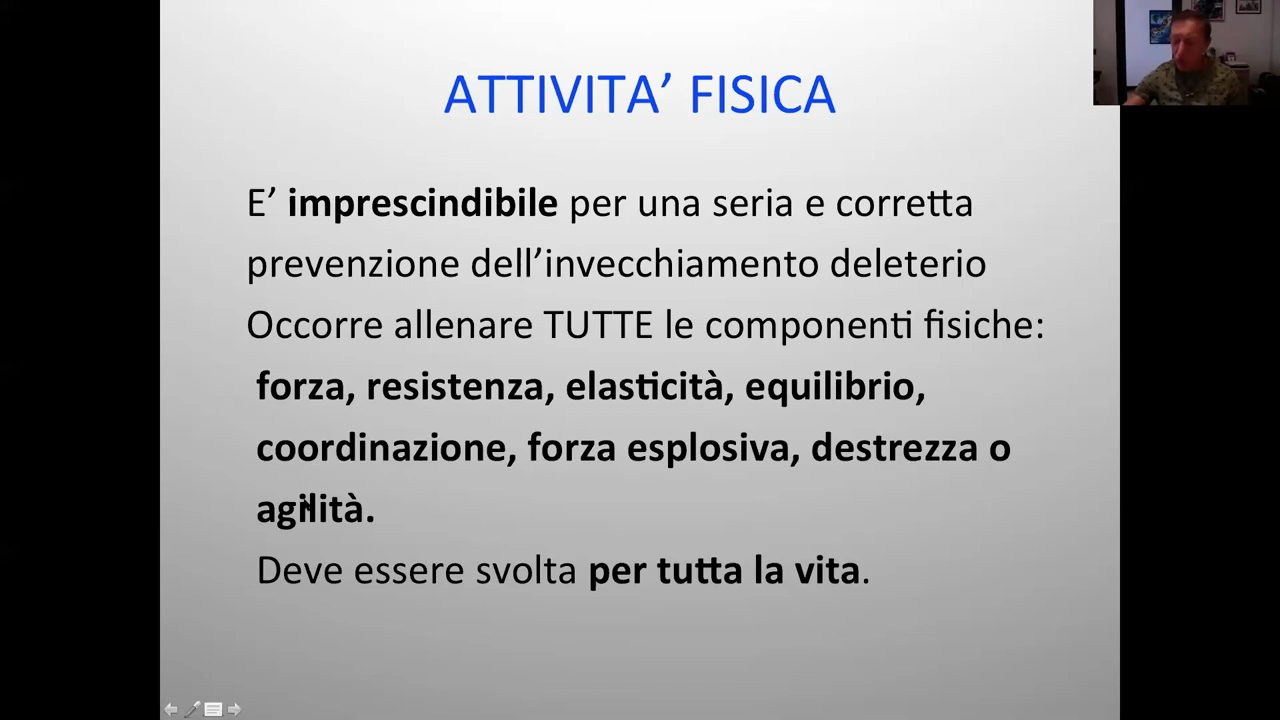 ATTIVITA’ FISICA
E’ imprescindibile per una seria e corretta
prevenzione dell’invecchiamento deleterio
Occorre allenare TUTTE le componenti fisiche:
forza, resistenza, elasticità, equilibrio,
coordinazione, forza esplosiva, destrezza o
agilità.
Deve essere svolta per tutta la vita.